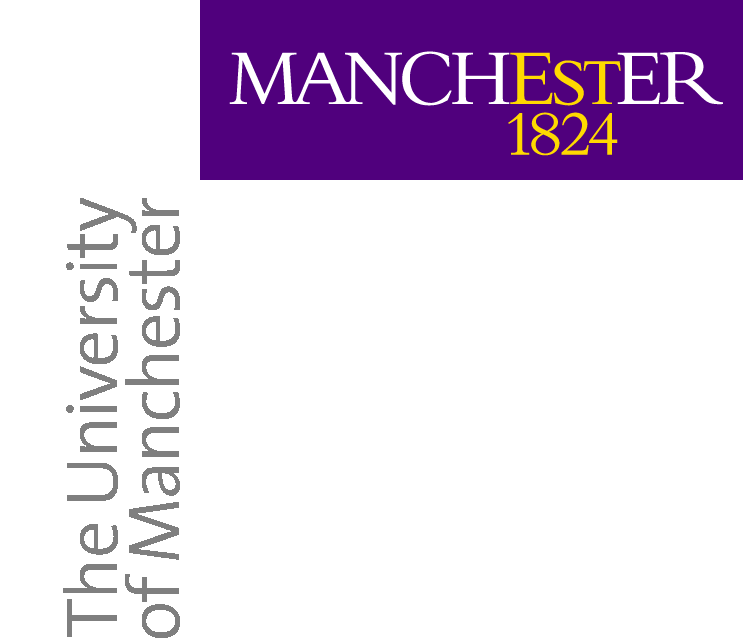 MANCHESTER
1824
The University
of Manchester